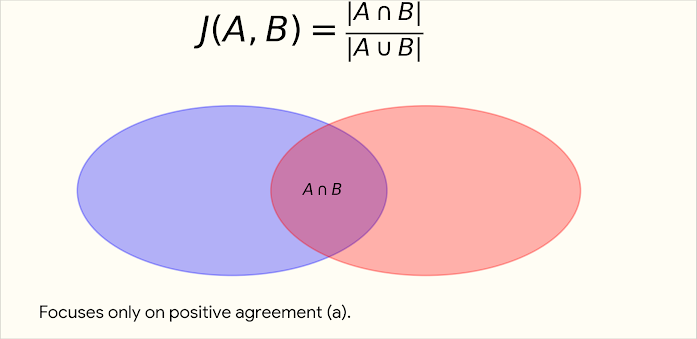 J(A, B) = |A ∩ B| / |A ∪ B|
A ∩ B
Focuses only on positive agreement (a).